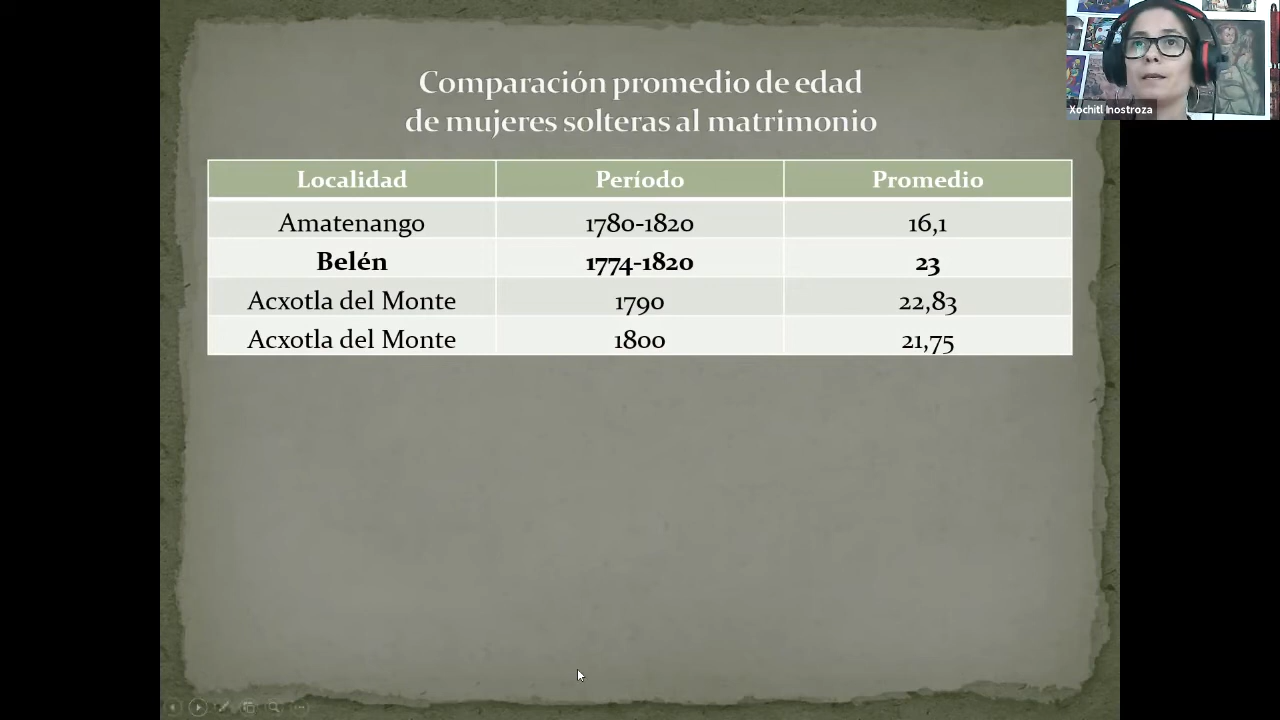 Comparación promedio de edad
de mujeres solteras al matrimonio
Localidad Período Promedio
Amatenango 1780-1820 16,1
Belén 1774-1820 23
Acxotla del Monte 1790 22,83
Acxotla del Monte 1800 21,75
Xochitl Inostroza